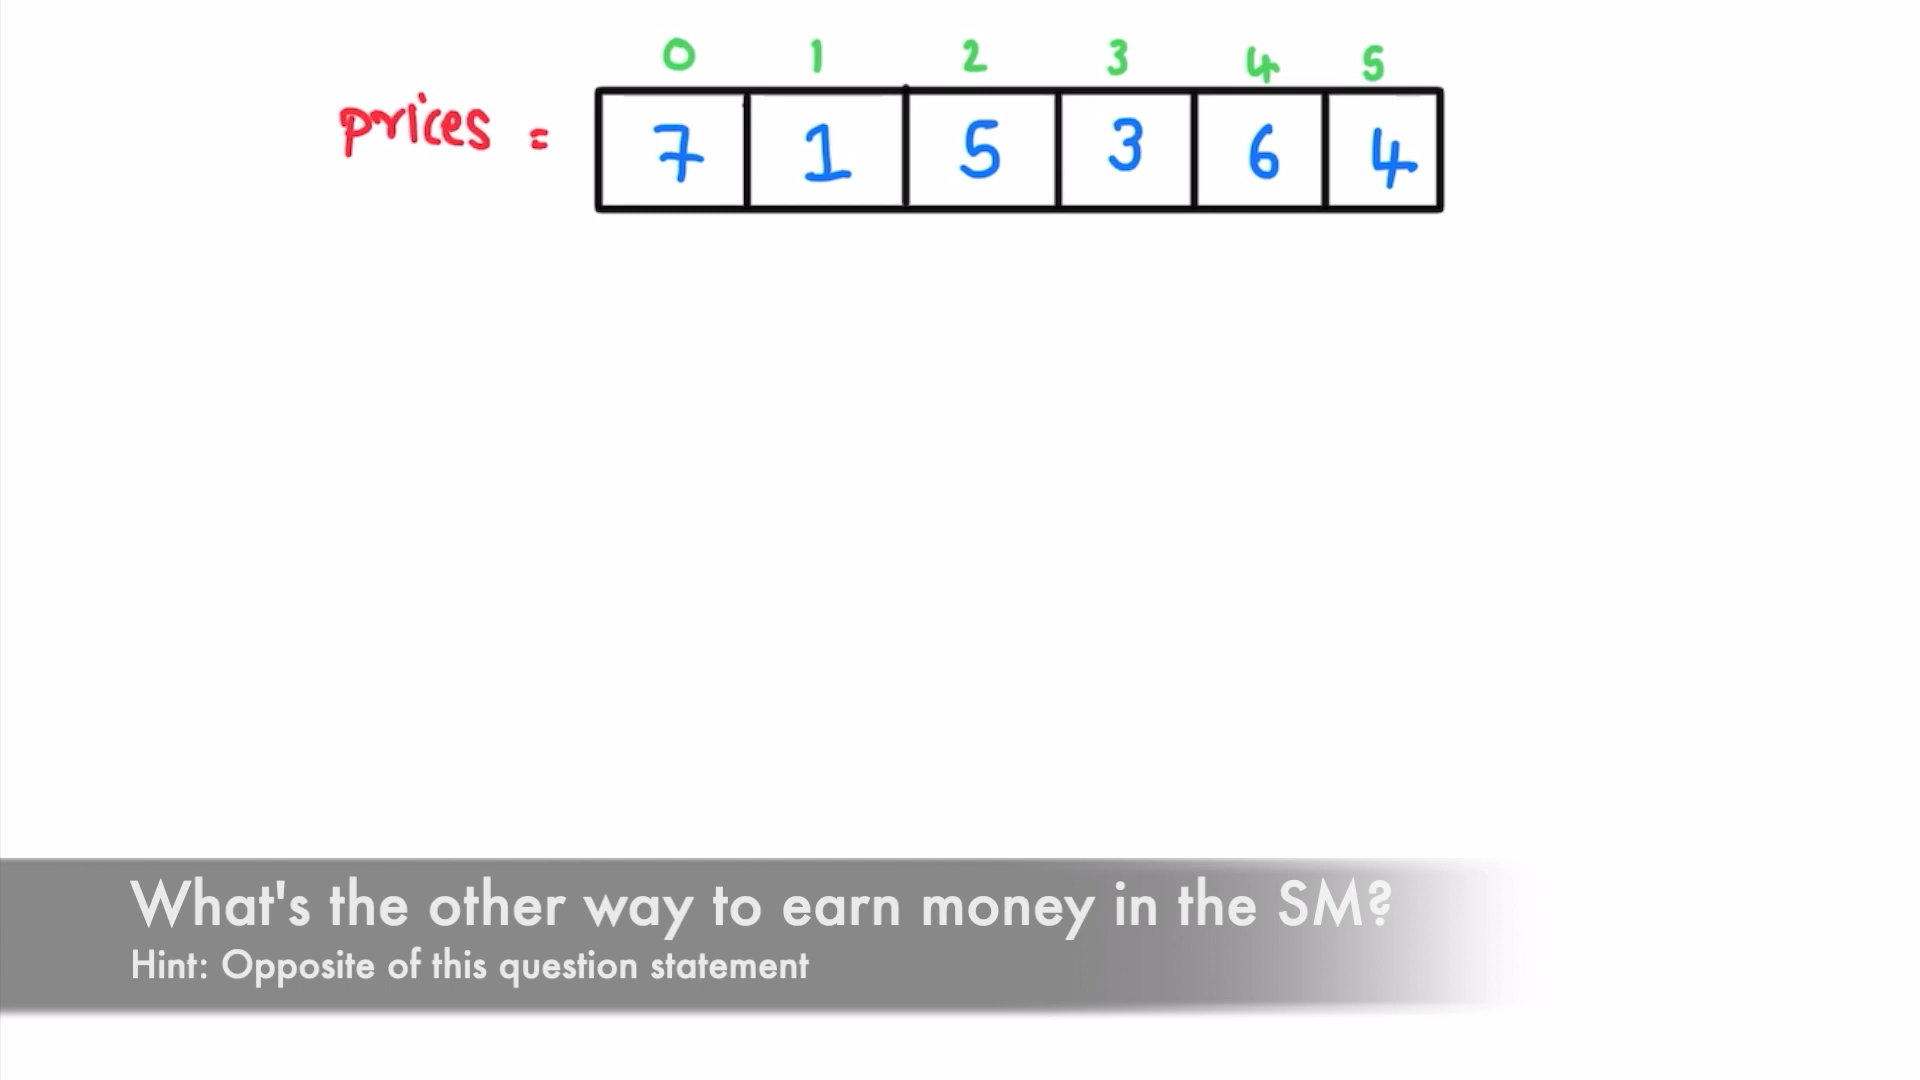 0 1 2 3 4 5
prices = 7 1 5 3 6 4
What's the other way to earn money in the SM?
Hint: Opposite of this question statement